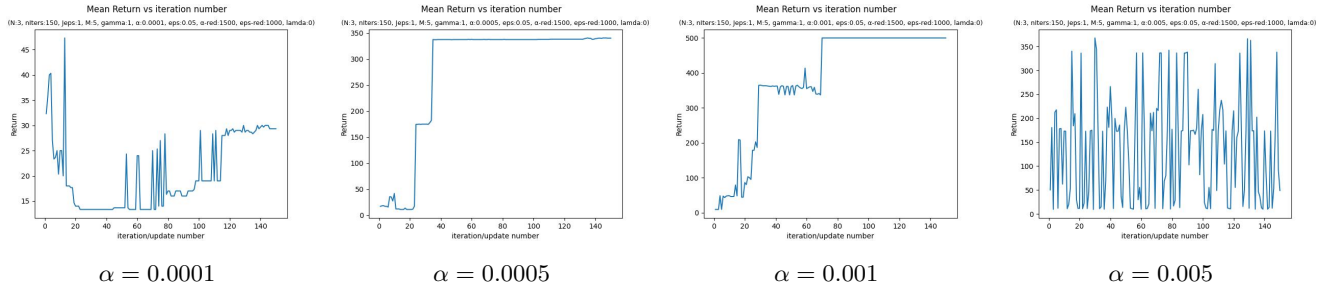 Mean Return vs iteration number
(N:3, nIters:150, Jeps:1, M:5, gamma:1, α:0.0001, eps:0.05, α-red:1500, eps-red:1000, lamda:0)
45
40
35
30
25
20
15
Return
0 20 40 60 80 100 120 140
iteration/update number
α = 0.0001
Mean Return vs iteration number
(N:3, nIters:150, Jeps:1, M:5, gamma:1, α:0.0005, eps:0.05, α-red:1500, eps-red:1000, lamda:0)
350
300
250
200
150
100
50
0
Return
0 20 40 60 80 100 120 140
iteration/update number
α = 0.0005
Mean Return vs iteration number
(N:3, nIters:150, Jeps:1, M:5, gamma:1, α:0.001, eps:0.05, α-red:1500, eps-red:1000, lamda:0)
500
400
300
200
100
0
Return
0 20 40 60 80 100 120 140
iteration/update number
α = 0.001
Mean Return vs iteration number
(N:3, nIters:150, Jeps:1, M:5, gamma:1, α:0.005, eps:0.05, α-red:1500, eps-red:1000, lamda:0)
350
300
250
200
150
100
50
0
Return
0 20 40 60 80 100 120 140
iteration/update number
α = 0.005